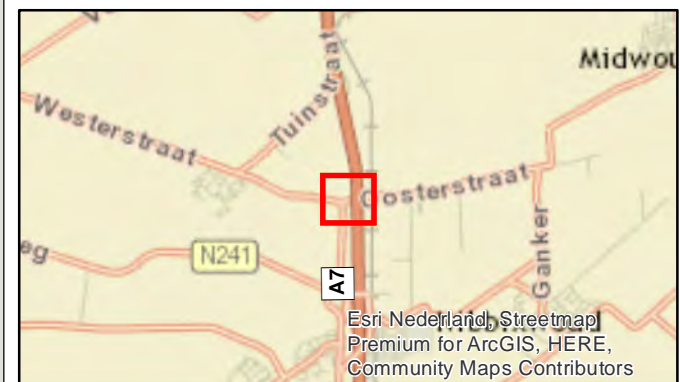 Midwou
Westerstraat
Tuinstraat
Oosterstraat
Ganker
eg
N241
A7
Esri Nederland, Streetmap
Premium for ArcGIS, HERE,
Community Maps Contributors